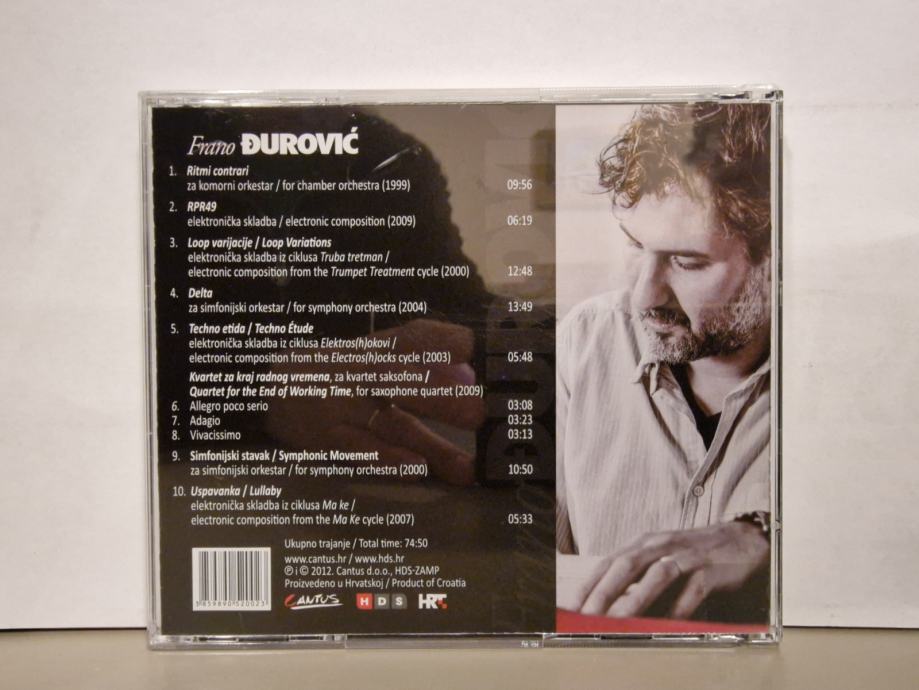 Frano ĐUROVIĆ
1. Ritmi contrari
za komorni orkestar / for chamber orchestra (1999) 09:56
2. RPR49
elektronička skladba / electronic composition (2009) 06:19
3. Loop varijacije / Loop Variations
elektronička skladba iz ciklusa Truba tretman /
electronic composition from the Trumpet Treatment cycle (2000) 12:48
4. Delta
za simfonijski orkestar / for symphony orchestra (2004) 13:49
5. Techno etida / Techno Étude
elektronička skladba iz ciklusa Elektros(h)okovi /
electronic composition from the Electros(h)ocks cycle (2003) 05:48
Kvartet za kraj radnog vremena, za kvartet saksofona /
Quartet for the End of Working Time, for saxophone quartet (2009)
6. Allegro poco serio 03:08
7. Adagio 03:23
8. Vivacissimo 03:13
9. Simfonijski stavak / Symphonic Movement
za simfonijski orkestar / for symphony orchestra (2000) 10:50
10. Uspavanka / Lullaby
elektronička skladba iz ciklusa Ma ke /
electronic composition from the Ma Ke cycle (2007) 05:33
Ukupno trajanje / Total time: 74:50
www.cantus.hr / www.hds.hr
℗ i © 2012. Cantus d.o.o., HDS-ZAMP
Proizvedeno u Hrvatskoj / Product of Croatia
CANTUS HDS HRT
3859890520023